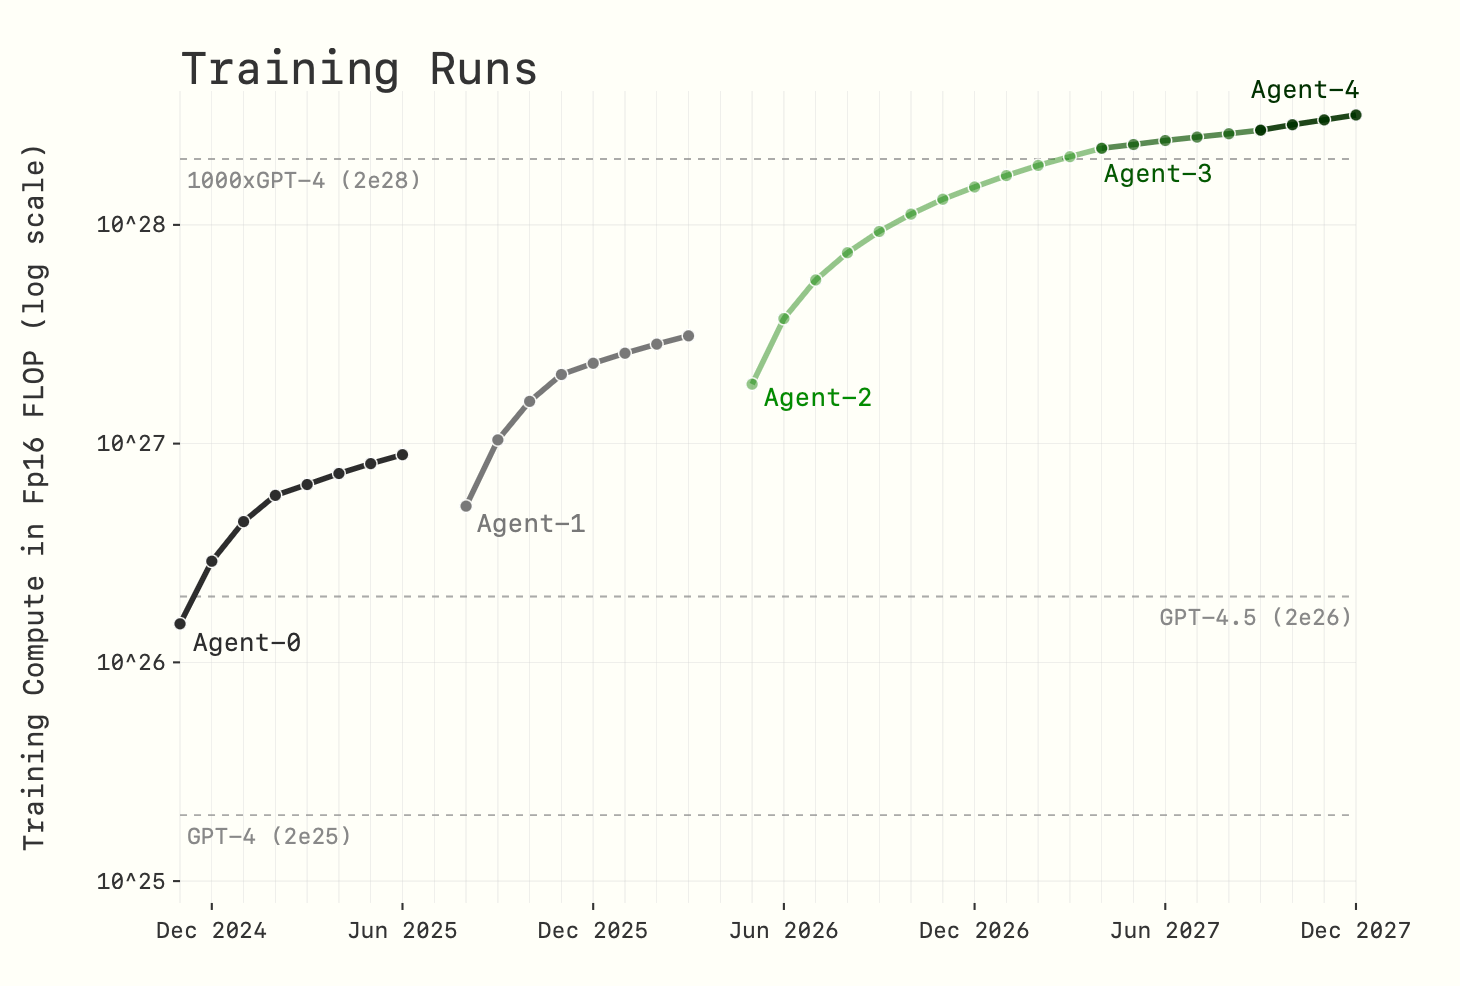 Training Runs
Agent-4
1000xGPT-4 (2e28)
Agent-3
10^28
Agent-2
10^27
Agent-1
GPT-4.5 (2e26)
Agent-0
10^26
GPT-4 (2e25)
10^25
Training Compute in Fp16 FLOP (log scale)
Dec 2024 Jun 2025 Dec 2025 Jun 2026 Dec 2026 Jun 2027 Dec 2027